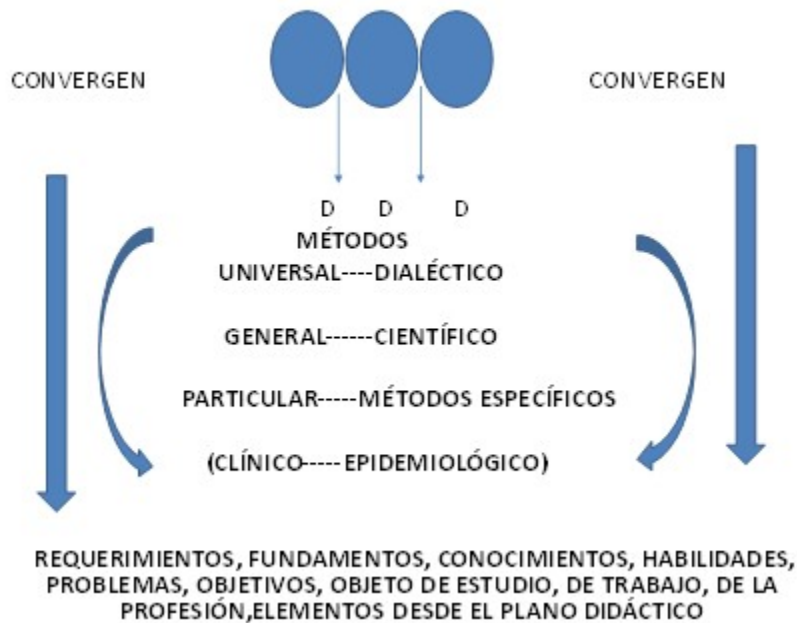 CONVERGEN
CONVERGEN
D D D
MÉTODOS
UNIVERSAL----DIALÉCTICO
GENERAL------CIENTÍFICO
PARTICULAR-----MÉTODOS ESPECÍFICOS
(CLÍNICO-----EPIDEMIOLÓGICO)
REQUERIMIENTOS, FUNDAMENTOS, CONOCIMIENTOS, HABILIDADES,
PROBLEMAS, OBJETIVOS, OBJETO DE ESTUDIO, DE TRABAJO, DE LA
PROFESIÓN,ELEMENTOS DESDE EL PLANO DIDÁCTICO